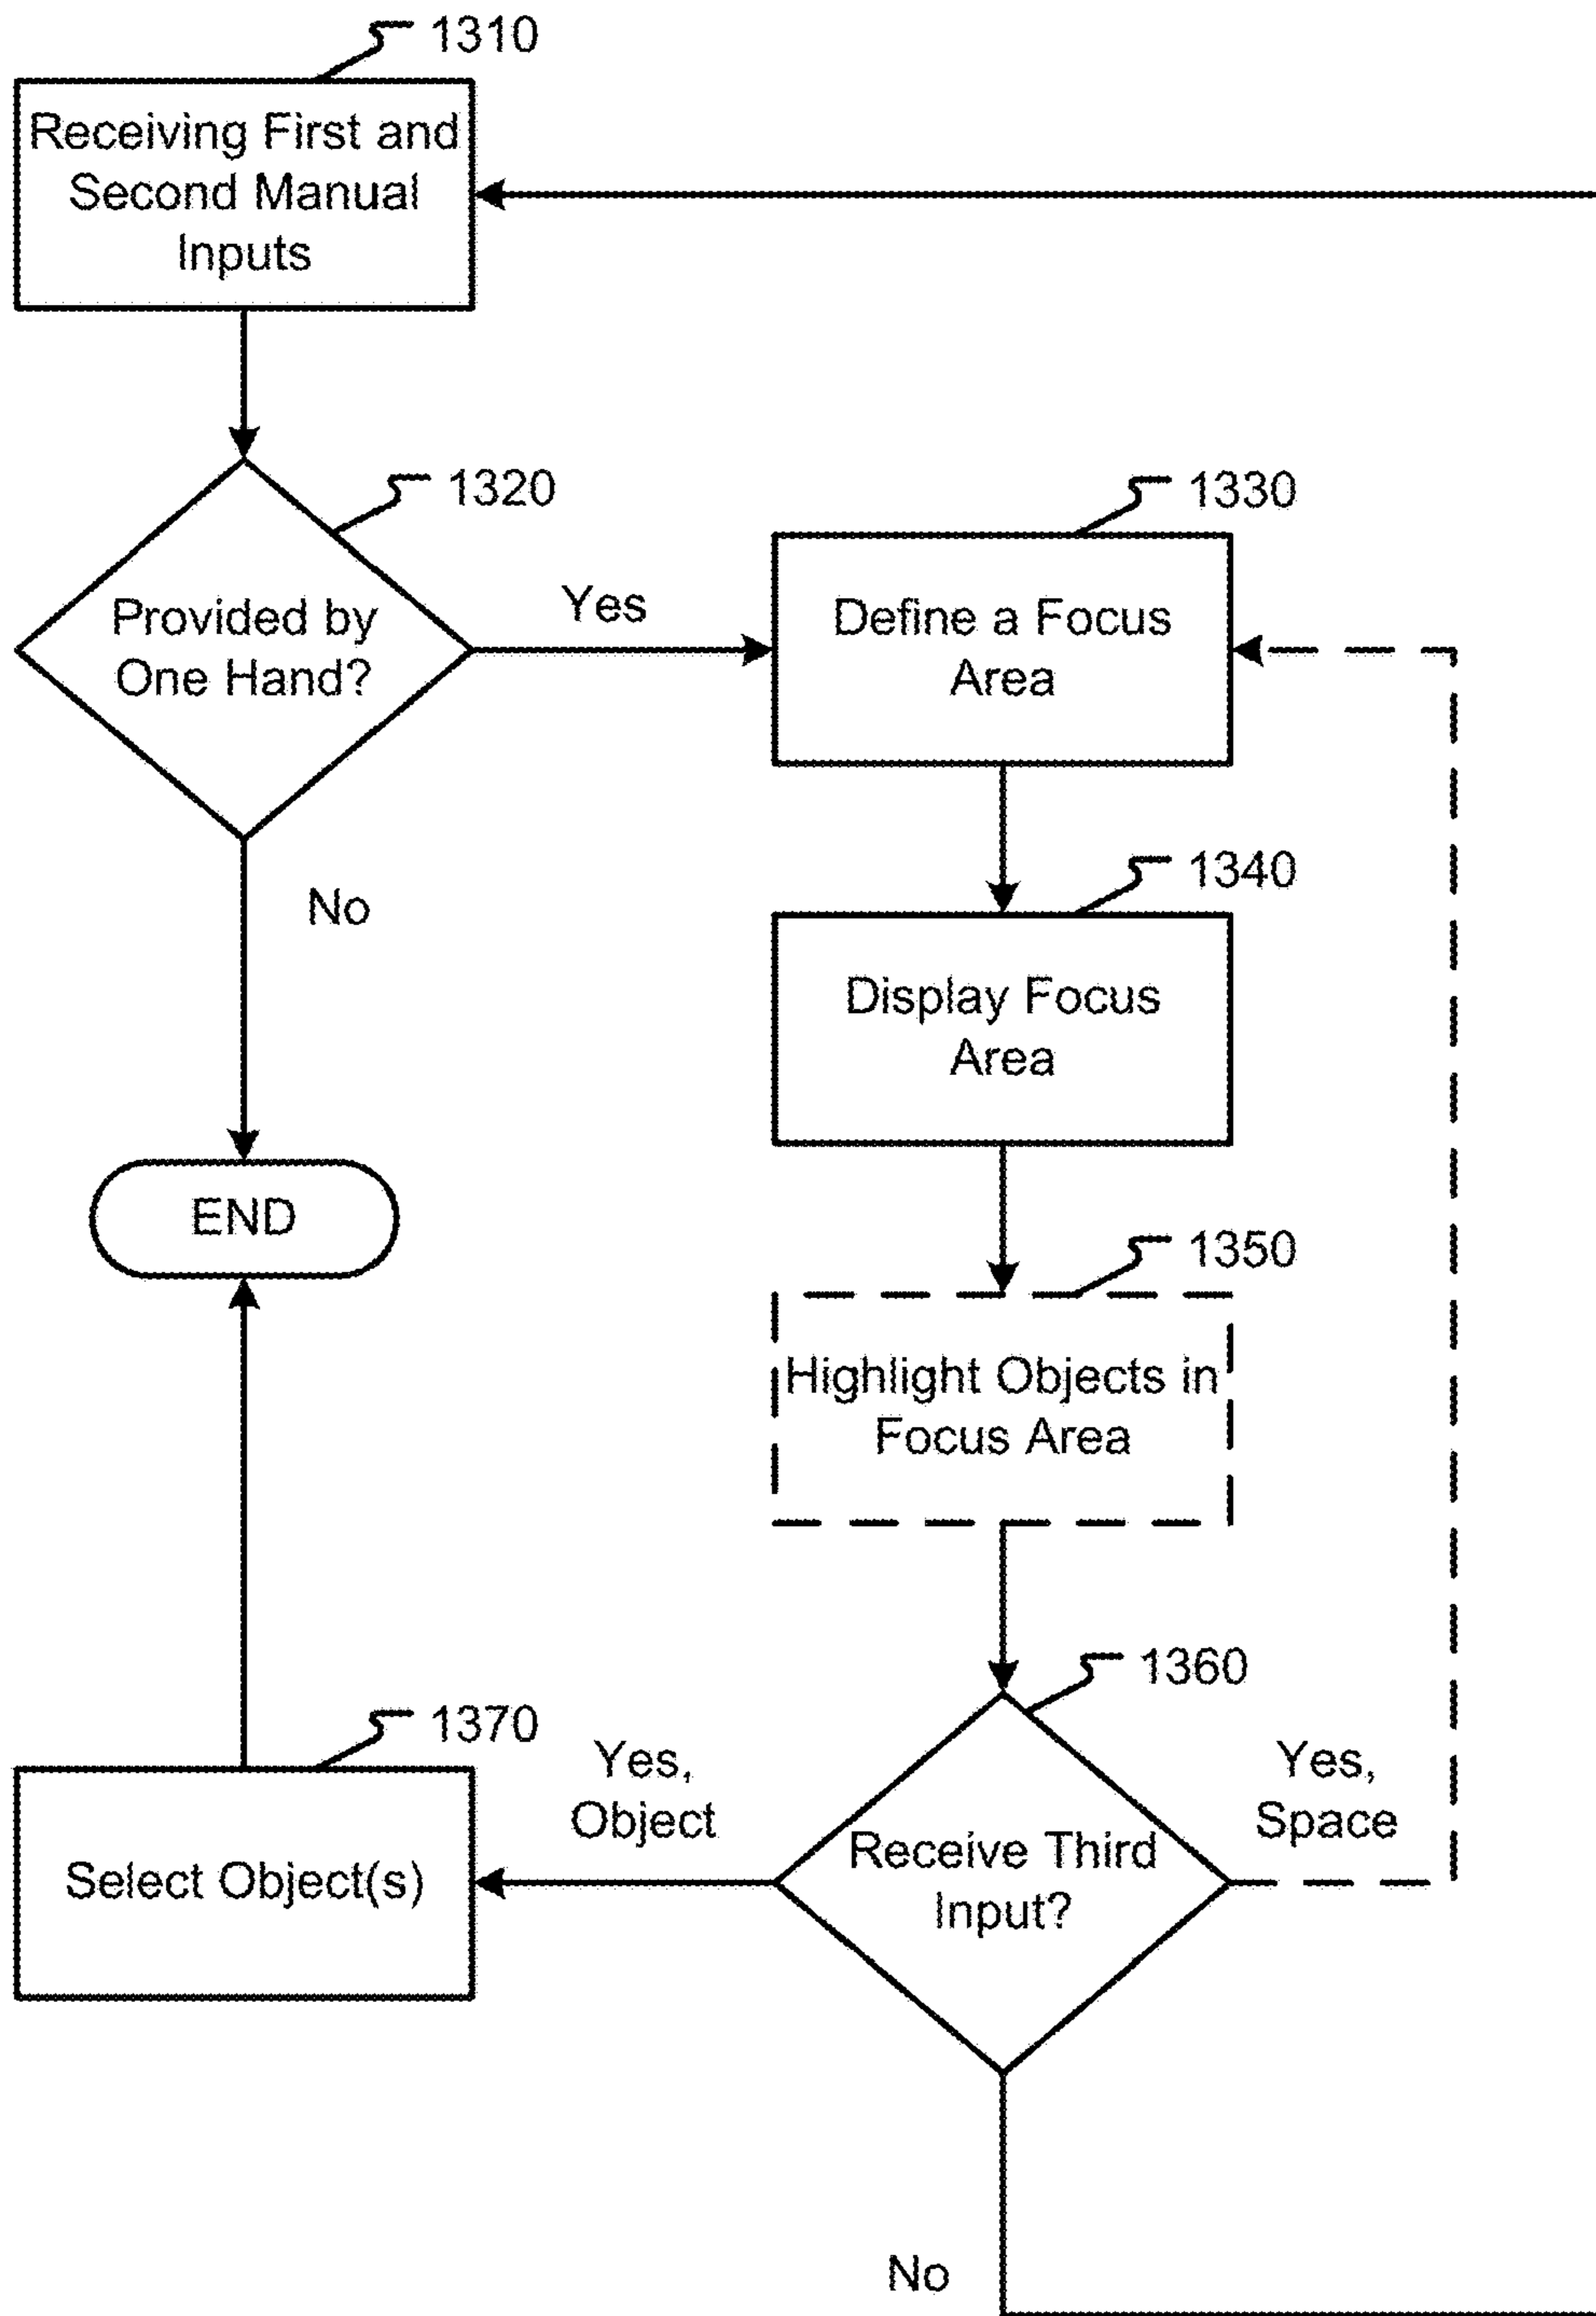 1310
Receiving First and
Second Manual
Inputs
1320
Provided by
One Hand?
Yes
1330
Define a Focus
Area
No
1340
Display Focus
Area
END
1350
Highlight Objects in
Focus Area
1360
Receive Third
Input?
Yes,
Object
Yes,
Space
1370
Select Object(s)
No